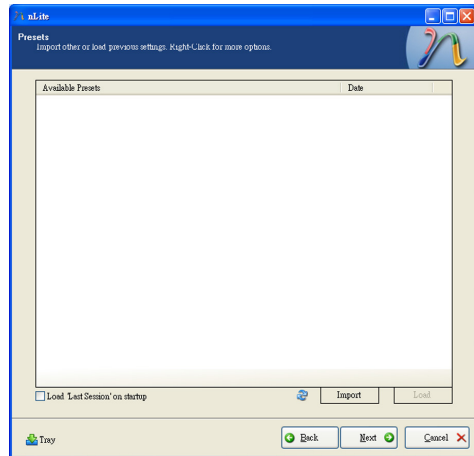 nLite
Presets
Import other or load previous settings. Right-Click for more options.
Available Presets Date
Load 'Last Session' on startup
Import Load
Tray
Back Next Cancel